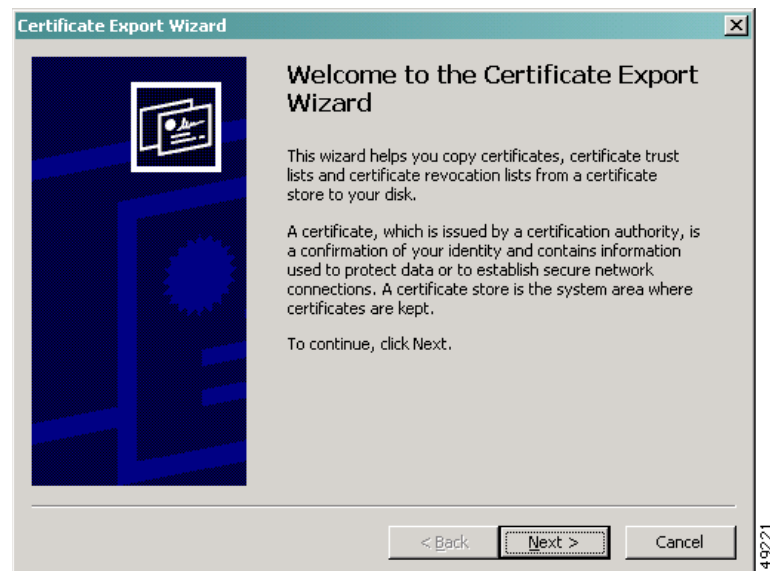 Certificate Export Wizard
Welcome to the Certificate Export
Wizard
This wizard helps you copy certificates, certificate trust
lists and certificate revocation lists from a certificate
store to your disk.
A certificate, which is issued by a certification authority, is
a confirmation of your identity and contains information
used to protect data or to establish secure network
connections. A certificate store is the system area where
certificates are kept.
To continue, click Next.
< Back
Next >
Cancel
49221